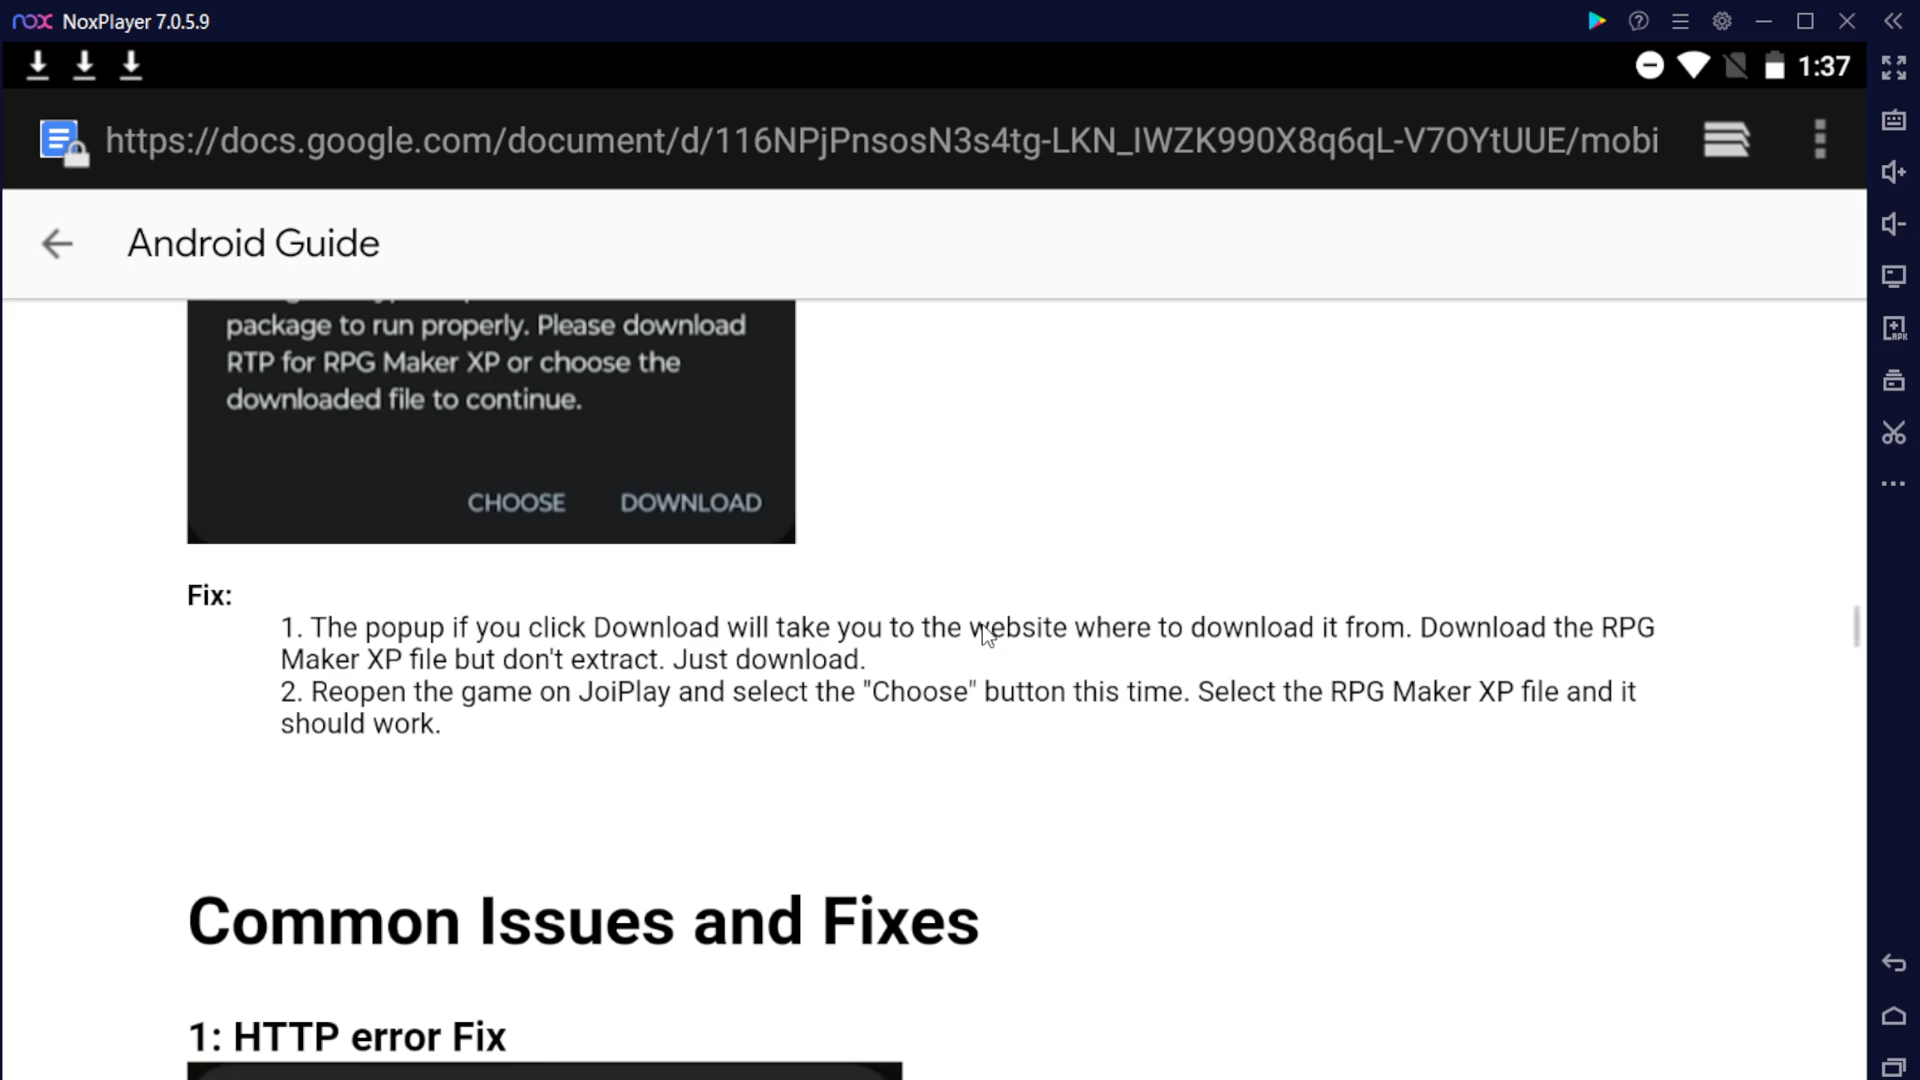 nox NoxPlayer 7.0.5.9
1:37
https://docs.google.com/document/d/116NPjPnsosN3s4tg-LKN_IWZK990X8q6qL-V7OYtUUE/mobi
Android Guide
package to run properly. Please download
RTP for RPG Maker XP or choose the
downloaded file to continue.
CHOOSE DOWNLOAD
Fix:
1. The popup if you click Download will take you to the website where to download it from. Download the RPG
Maker XP file but don't extract. Just download.
2. Reopen the game on JoiPlay and select the "Choose" button this time. Select the RPG Maker XP file and it
should work.
Common Issues and Fixes
1: HTTP error Fix